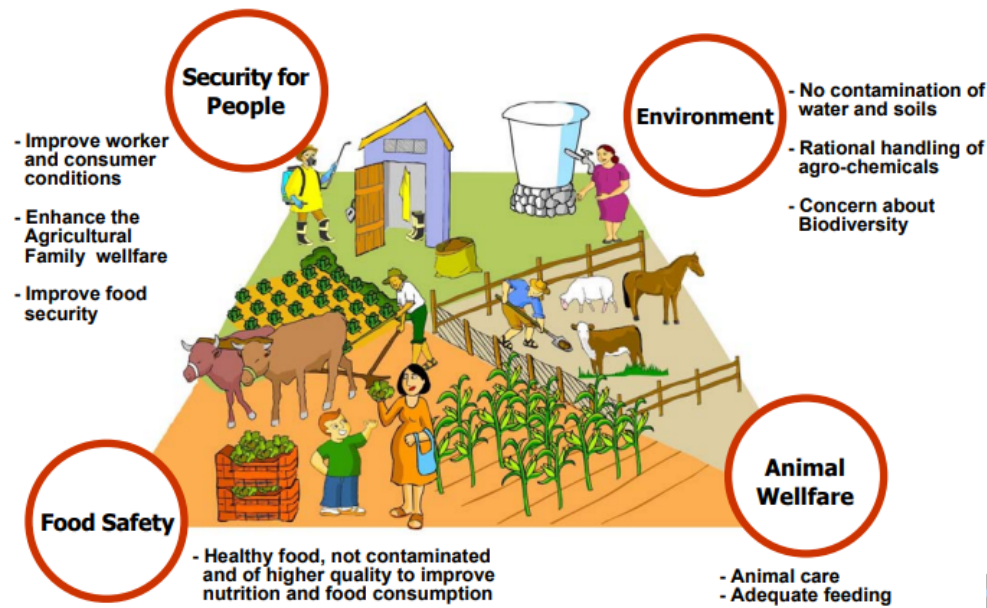 Security for
People
- Improve worker
and consumer
conditions
- Enhance the
Agricultural
Family wellfare
- Improve food
security
Environment
- No contamination of
water and soils
- Rational handling of
agro-chemicals
- Concern about
Biodiversity
Food Safety
- Healthy food, not contaminated
and of higher quality to improve
nutrition and food consumption
Animal
Wellfare
- Animal care
- Adequate feeding